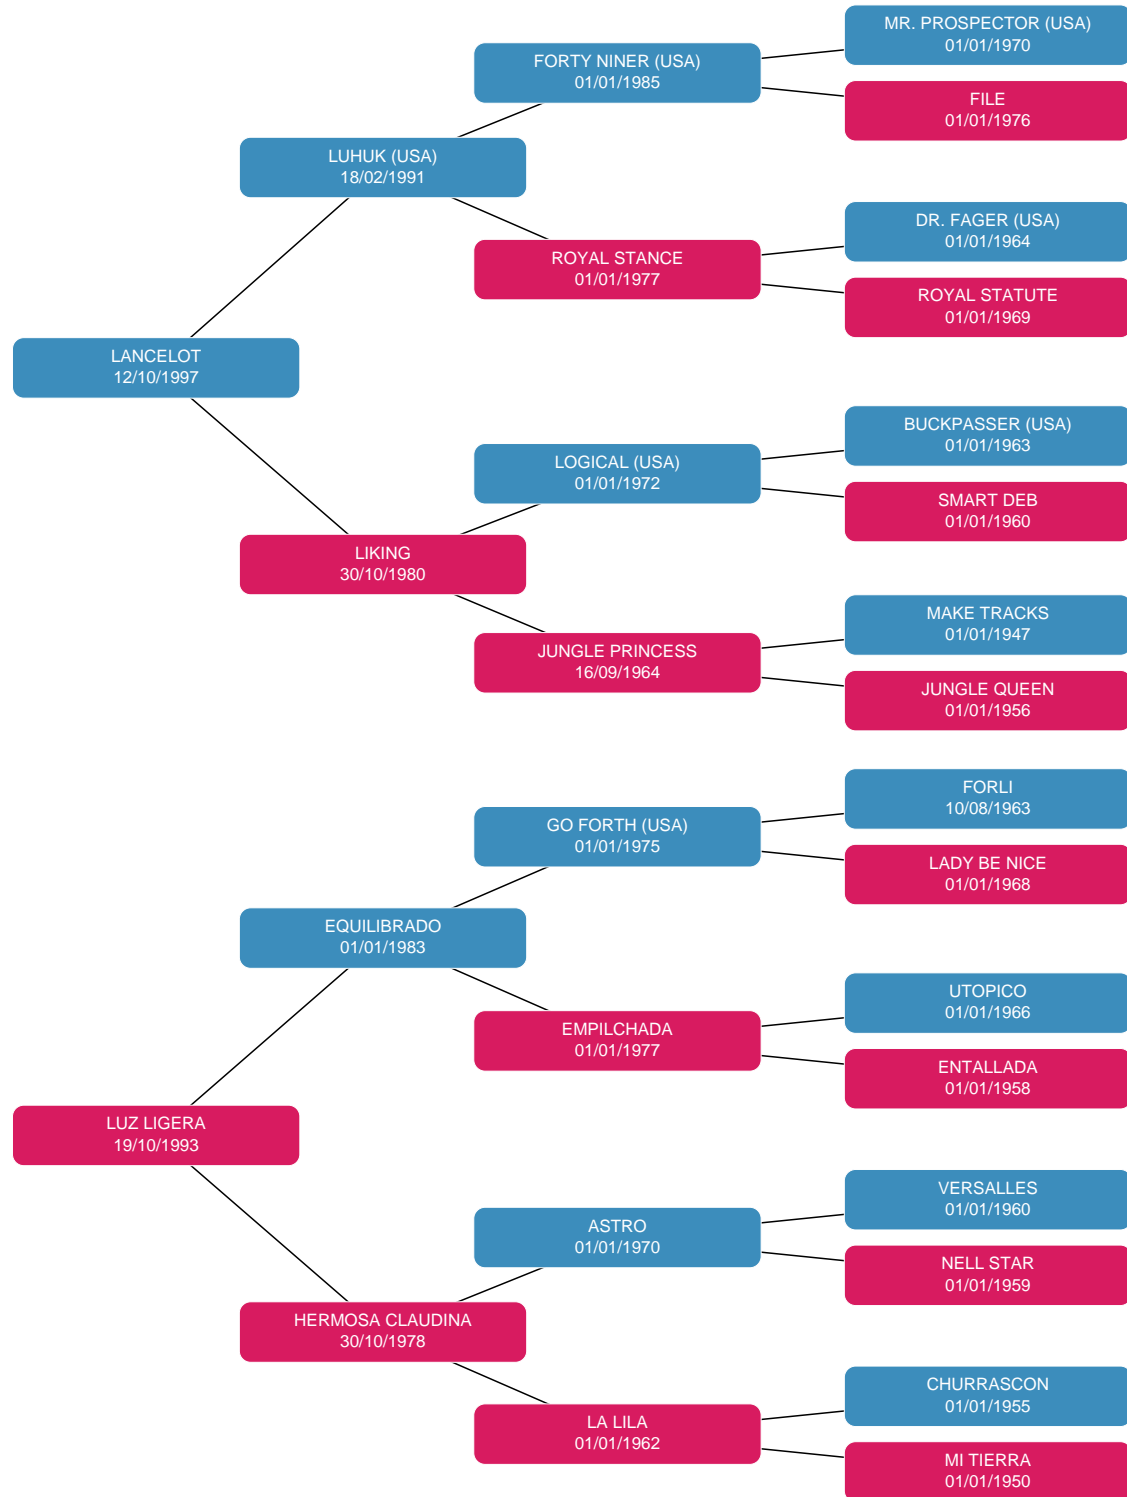 MR. PROSPECTOR (USA)
01/01/1970
FORTY NINER (USA)
01/01/1985
FILE
01/01/1976
LUHUK (USA)
18/02/1991
DR. FAGER (USA)
01/01/1964
ROYAL STANCE
01/01/1977
ROYAL STATUTE
01/01/1969
LANCELOT
12/10/1997
BUCKPASSER (USA)
01/01/1963
LOGICAL (USA)
01/01/1972
SMART DEB
01/01/1960
LIKING
30/10/1980
MAKE TRACKS
01/01/1947
JUNGLE PRINCESS
16/09/1964
JUNGLE QUEEN
01/01/1956
FORLI
10/08/1963
GO FORTH (USA)
01/01/1975
LADY BE NICE
01/01/1968
EQUILIBRADO
01/01/1983
UTOPICO
01/01/1966
EMPILCHADA
01/01/1977
ENTALLADA
01/01/1958
LUZ LIGERA
19/10/1993
VERSALLES
01/01/1960
ASTRO
01/01/1970
NELL STAR
01/01/1959
HERMOSA CLAUDINA
30/10/1978
CHURRASCON
01/01/1955
LA LILA
01/01/1962
MI TIERRA
01/01/1950